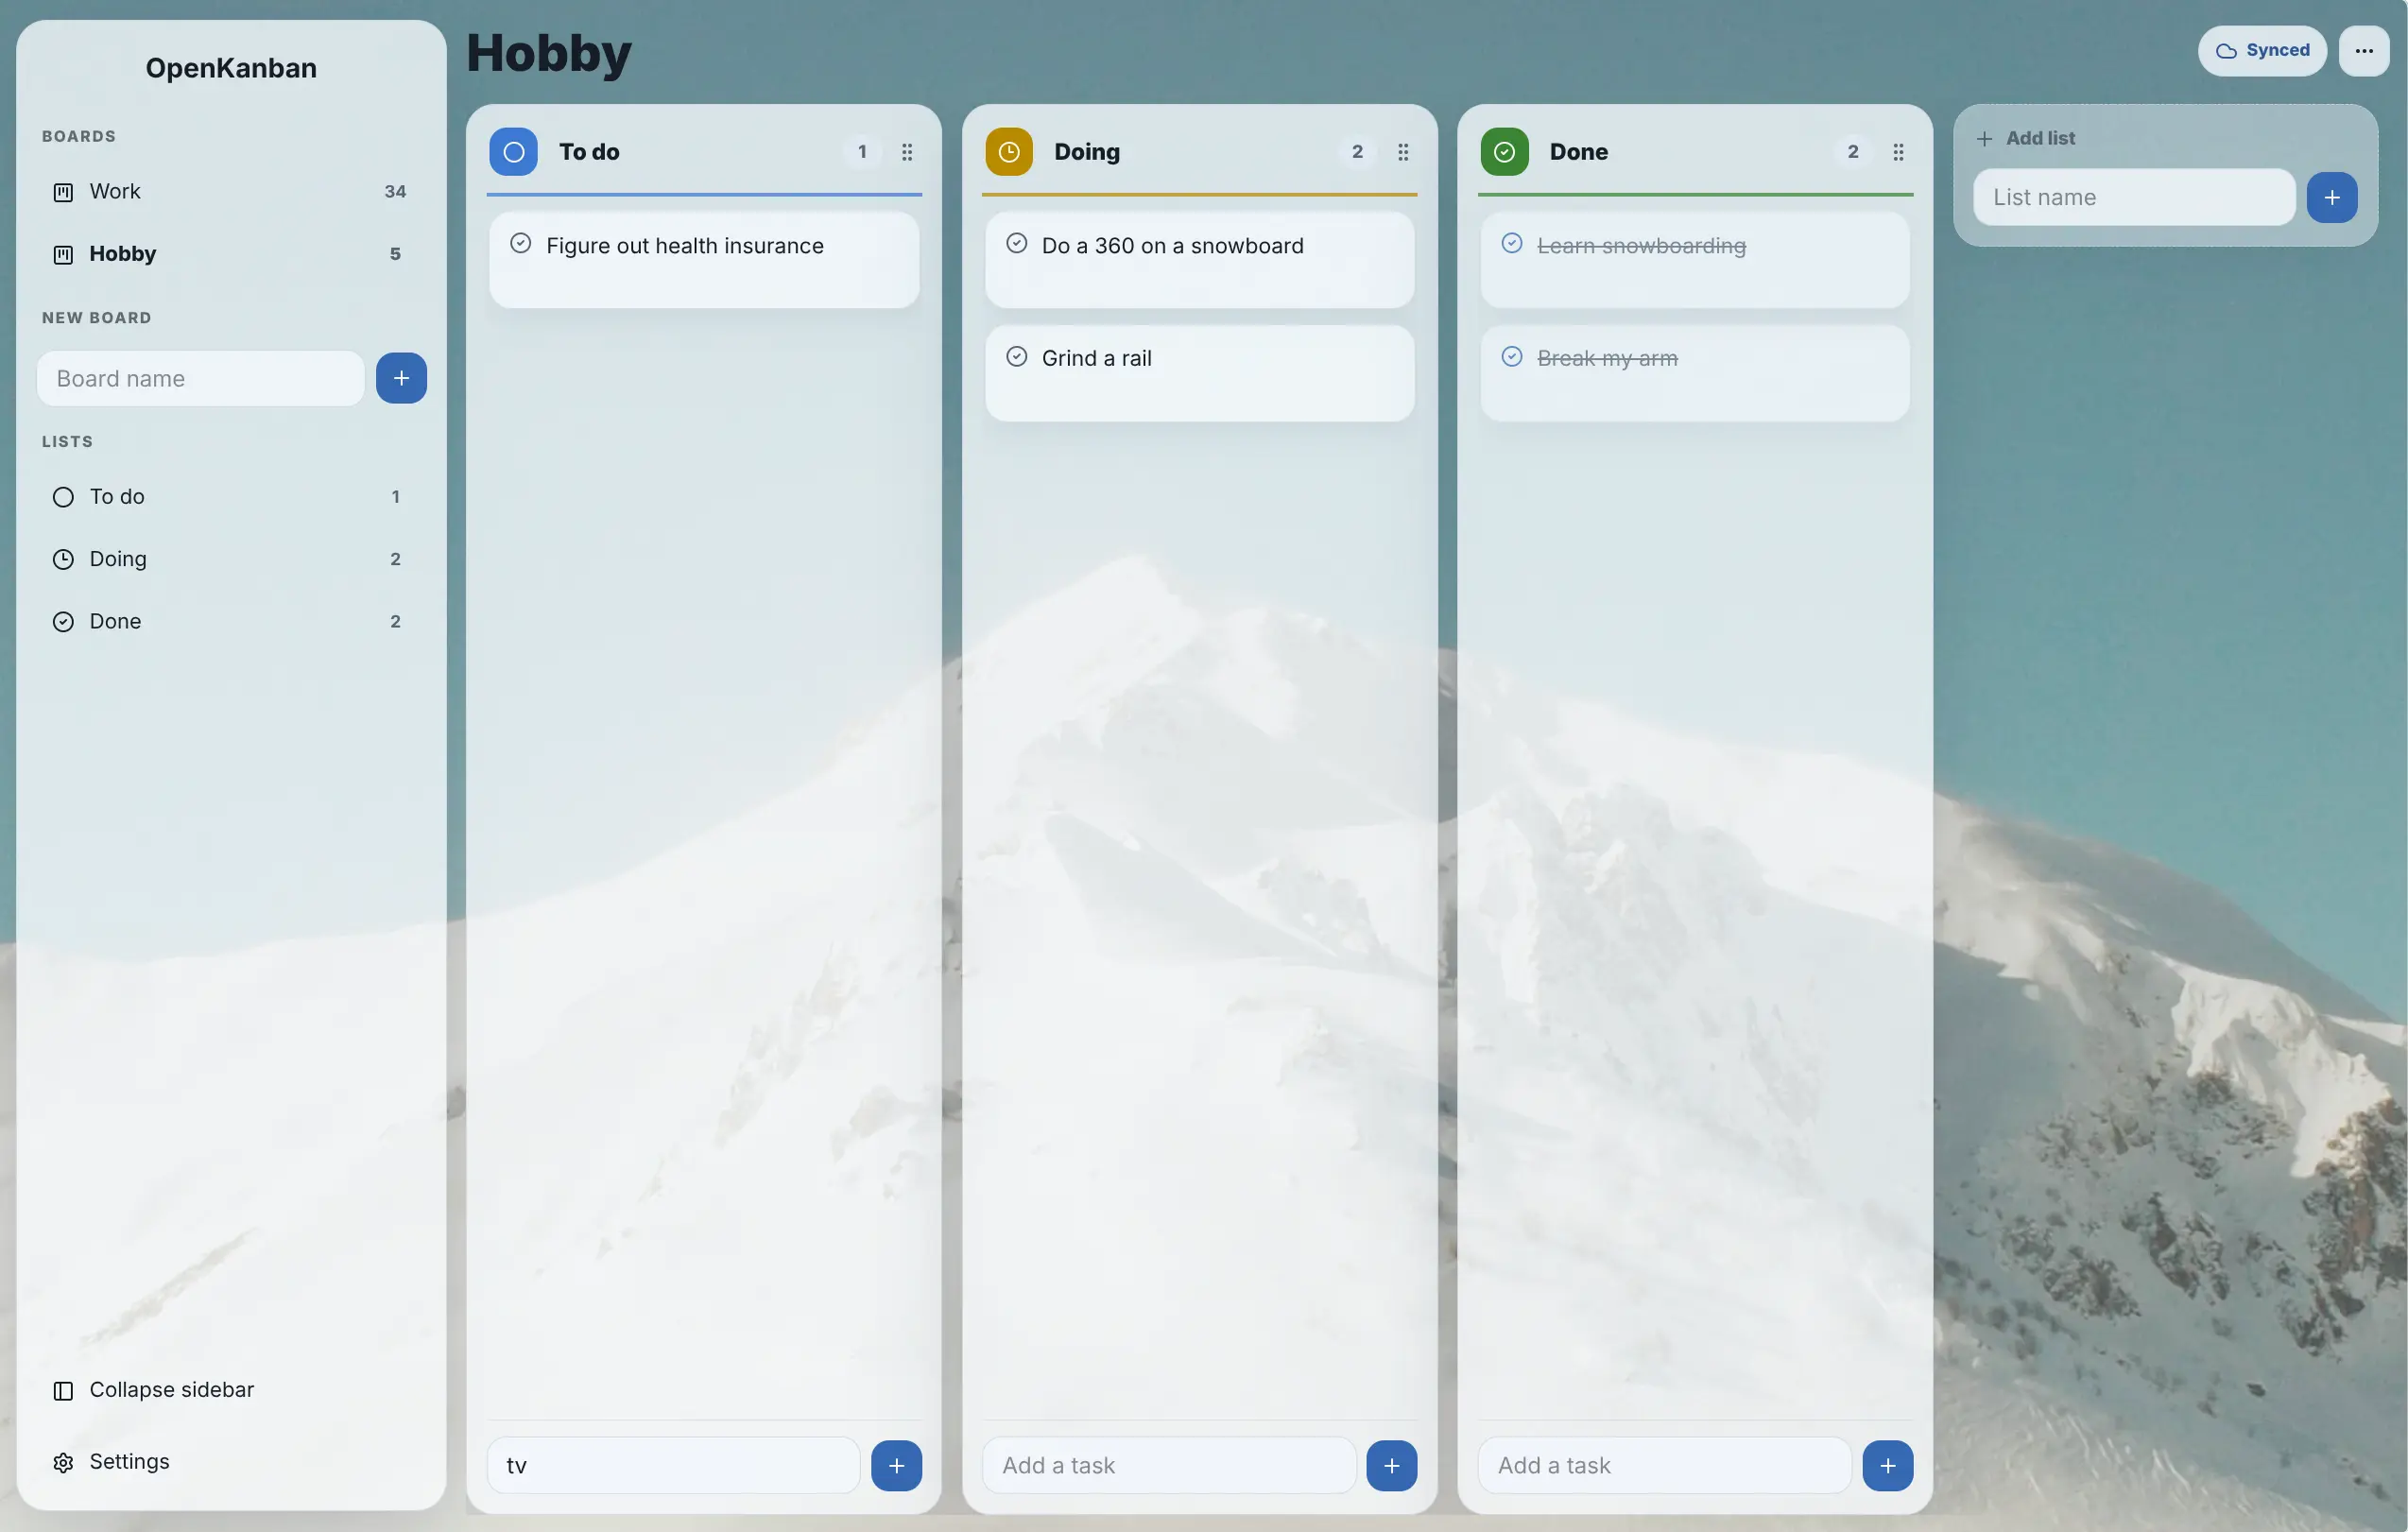 OpenKanban
BOARDS
Work 34
Hobby 5
NEW BOARD
Board name
LISTS
To do 1
Doing 2
Done 2
Collapse sidebar
Settings
Hobby
Synced
To do 1
Figure out health insurance
tv
Doing 2
Do a 360 on a snowboard
Grind a rail
Add a task
Done 2
Learn snowboarding
Break my arm
Add a task
Add list
List name